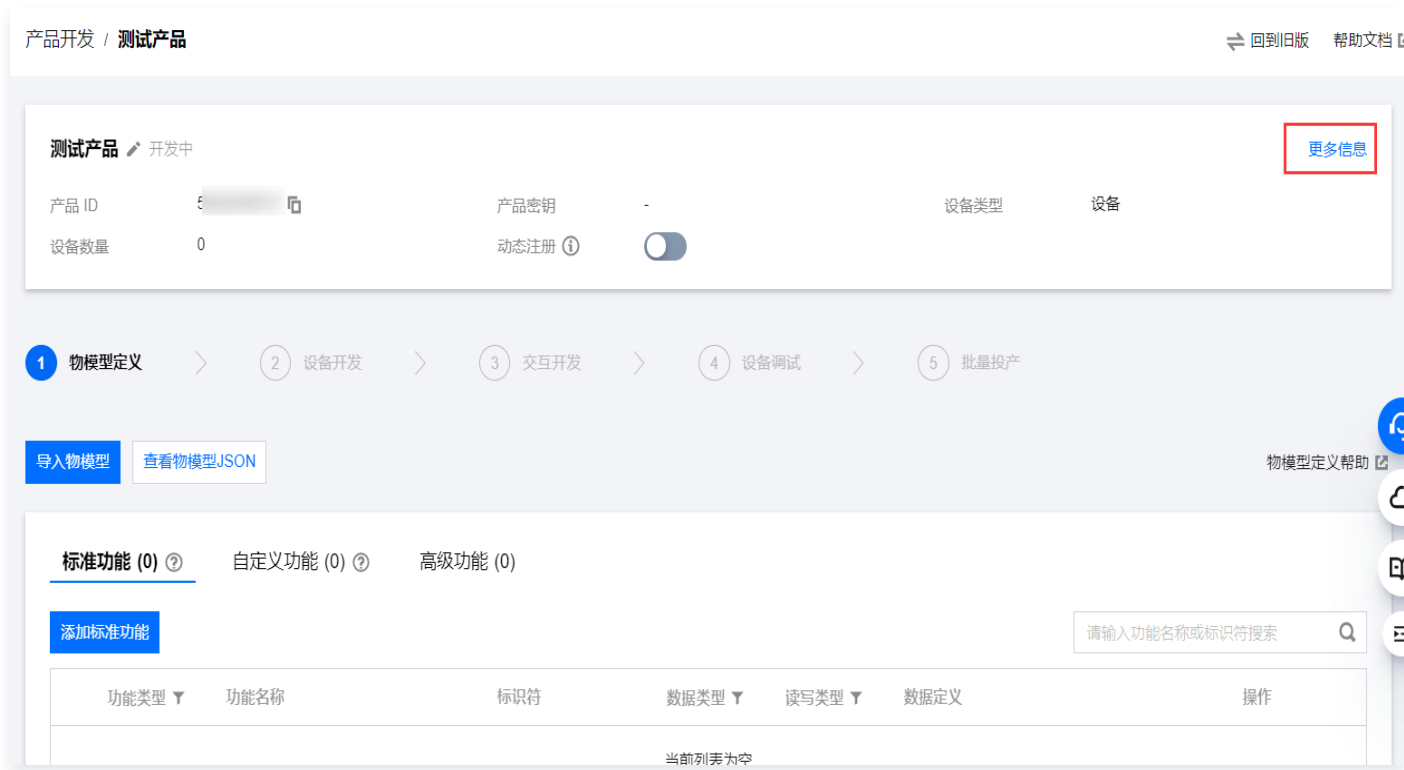 产品开发 / 测试产品 回到旧版 帮助文档
测试产品 开发中 更多信息
产品 ID 产品密钥 - 设备类型 设备
设备数量 0 动态注册
1 物模型定义 2 设备开发 3 交互开发 4 设备调试 5 批量投产
导入物模型 查看物模型JSON 物模型定义帮助
标准功能 (0) 自定义功能 (0) 高级功能 (0)
添加标准功能 请输入功能名称或标识符搜索
功能类型 功能名称 标识符 数据类型 读写类型 数据定义 操作
当前列表为空